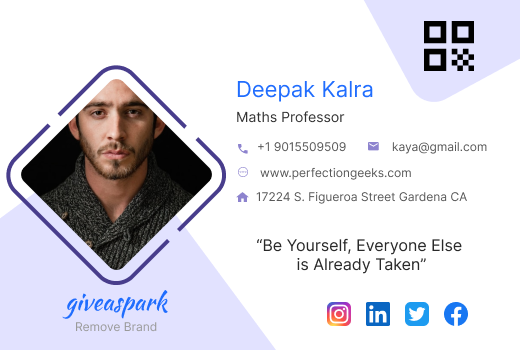 Deepak Kalra
Maths Professor
+1 9015509509 kaya@gmail.com
www.perfectiongeeks.com
17224 S. Figueroa Street Gardena CA
“Be Yourself, Everyone Else
is Already Taken”
giveaspark
Remove Brand